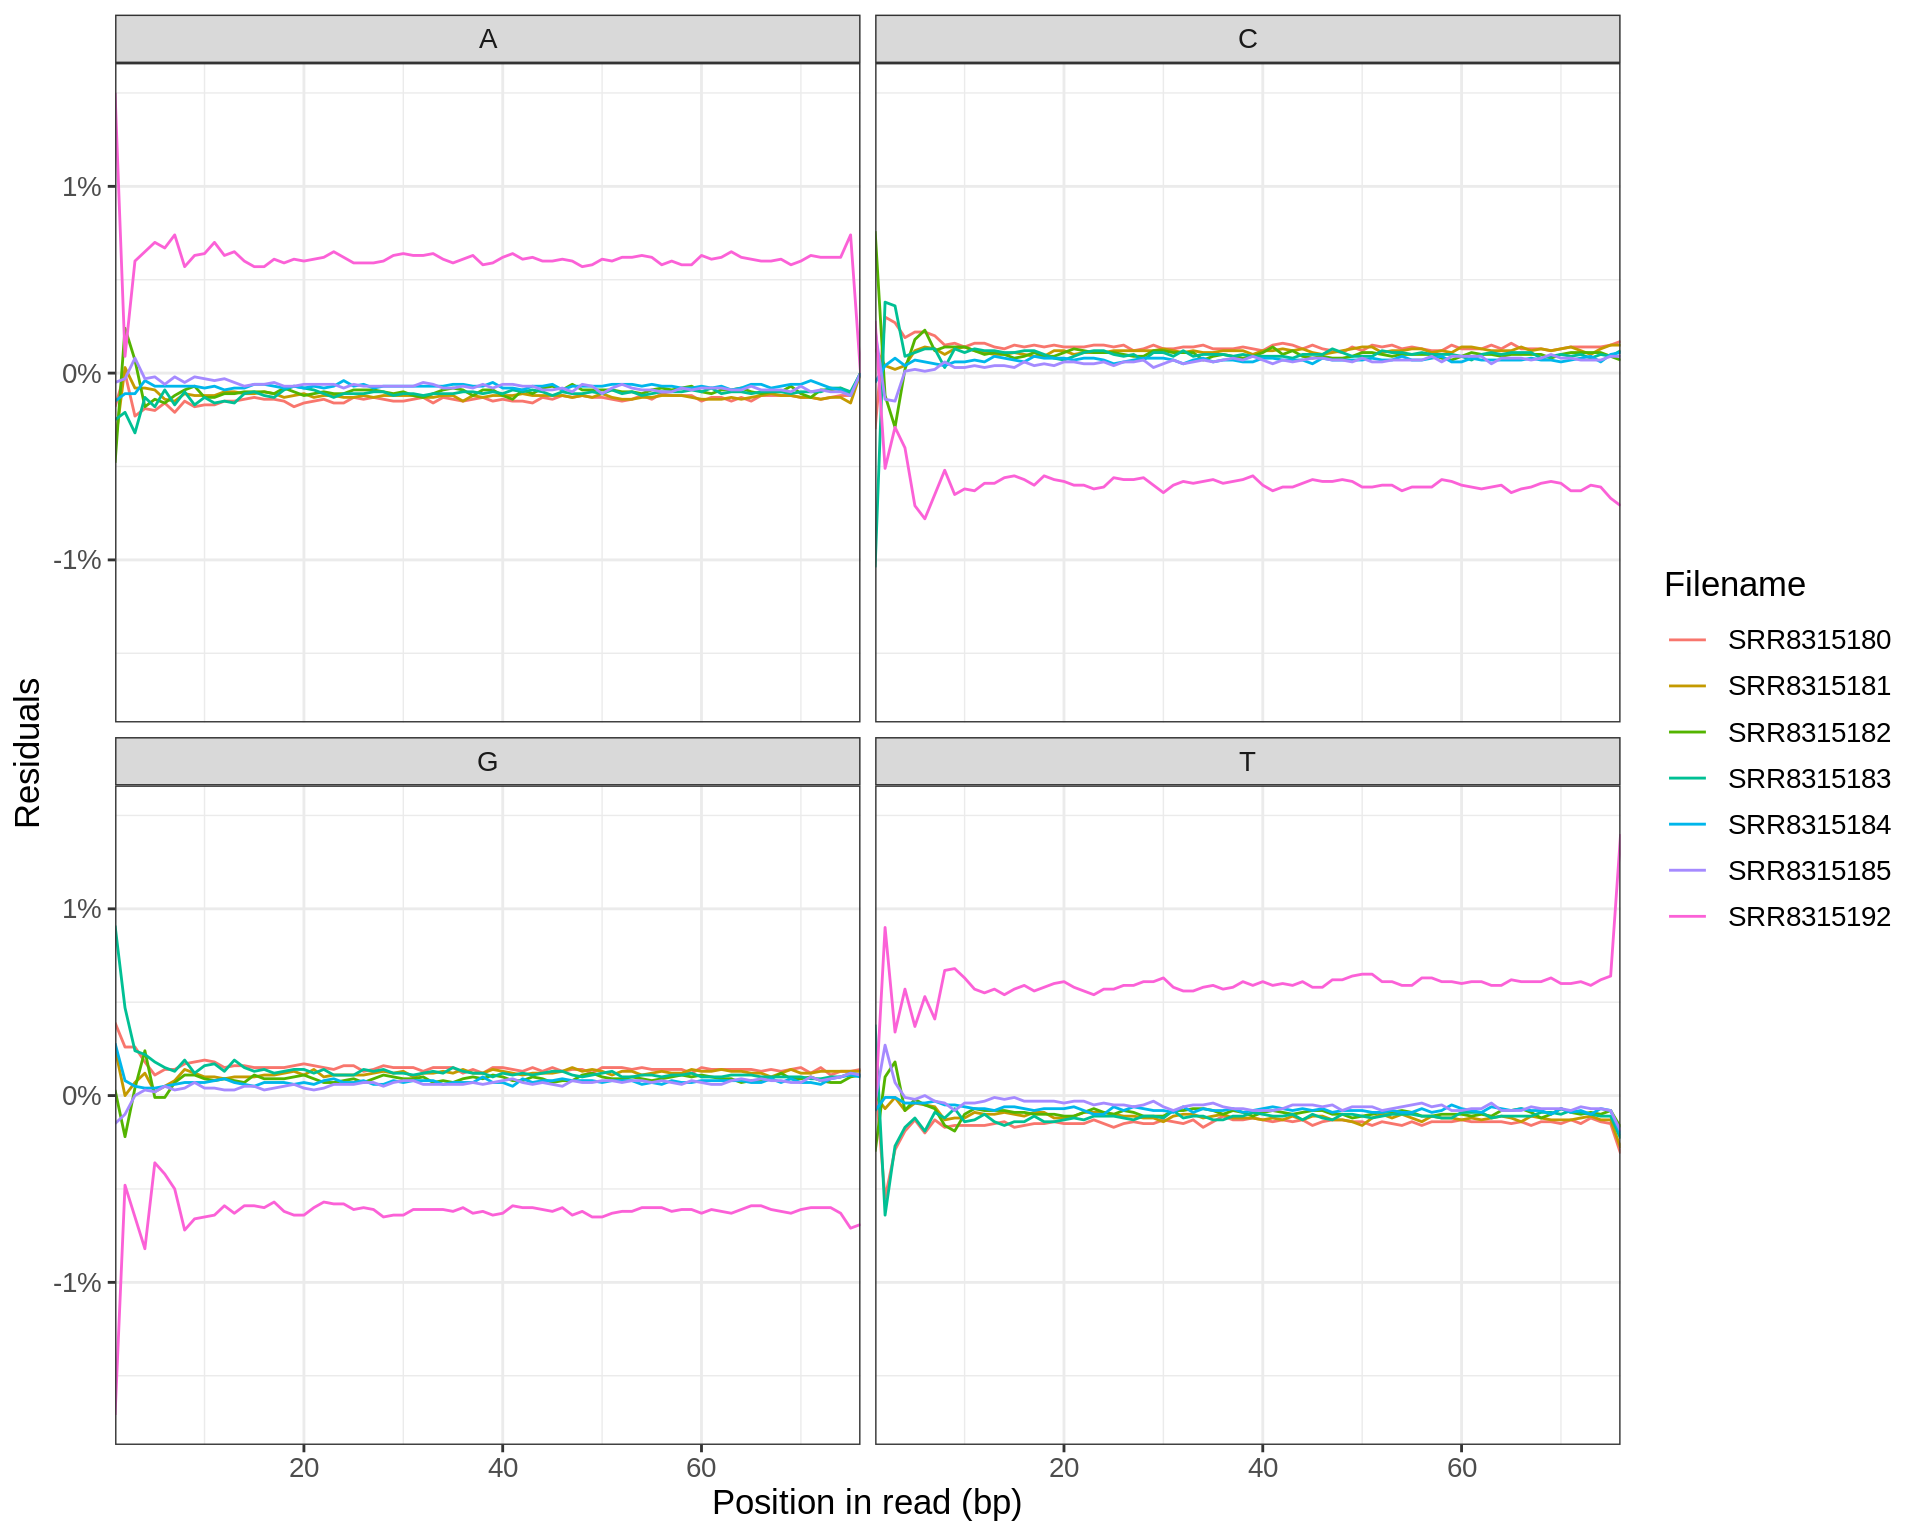 A
C
1%
0%
-1%
G
T
1%
0%
-1%
20
40
60
20
40
60
Position in read (bp)
Residuals
Filename
SRR8315180
SRR8315181
SRR8315182
SRR8315183
SRR8315184
SRR8315185
SRR8315192